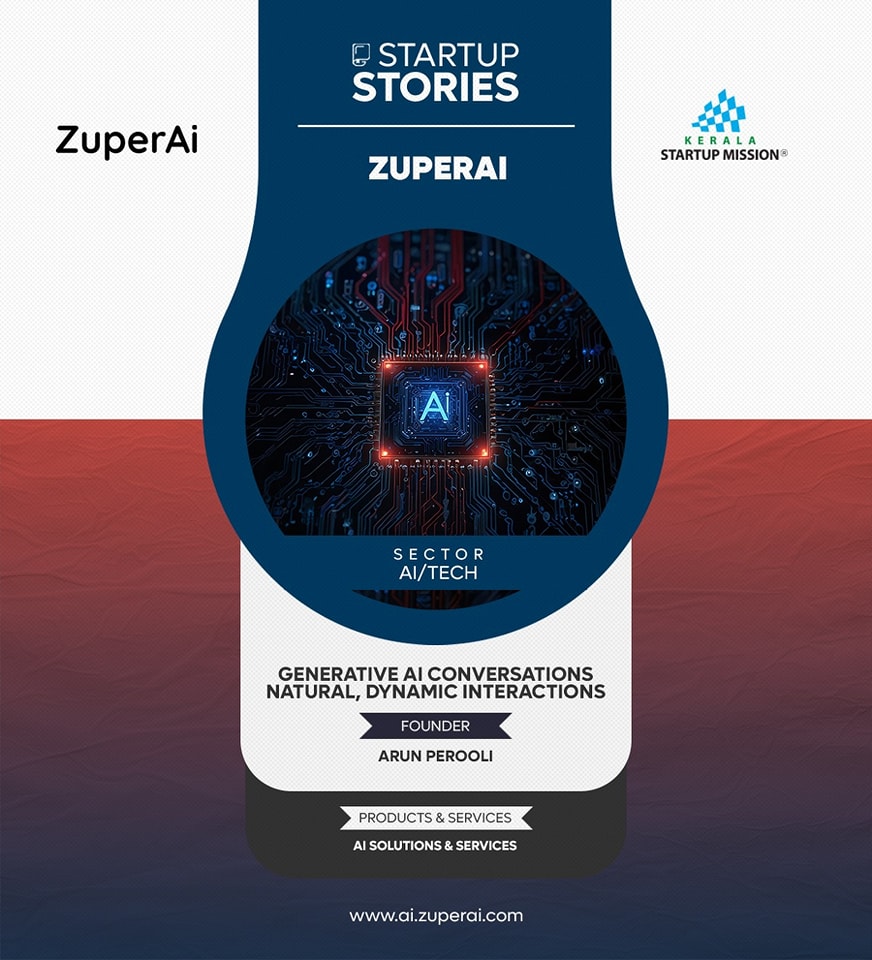 STARTUP
STORIES
ZuperAi
KERALA
STARTUP MISSION®
ZUPERAI
Ai
SECTOR
AI/TECH
GENERATIVE AI CONVERSATIONS
NATURAL, DYNAMIC INTERACTIONS
FOUNDER
ARUN PEROOLI
PRODUCTS & SERVICES
AI SOLUTIONS & SERVICES
www.ai.zuperai.com